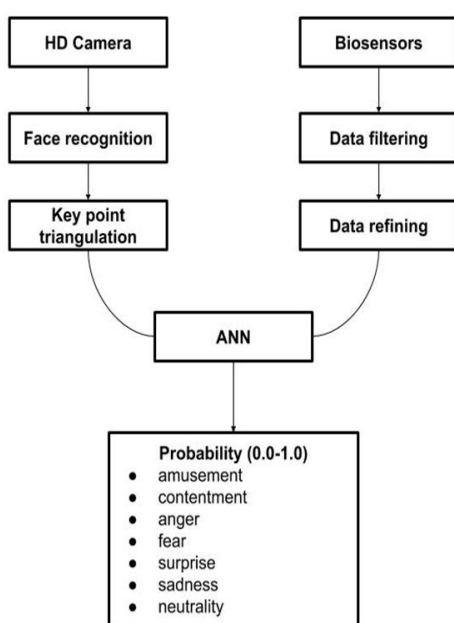 HD Camera
Biosensors
Face recognition
Data filtering
Key point
triangulation
Data refining
ANN
Probability (0.0-1.0)
● amusement
● contentment
● anger
● fear
● surprise
● sadness
● neutrality